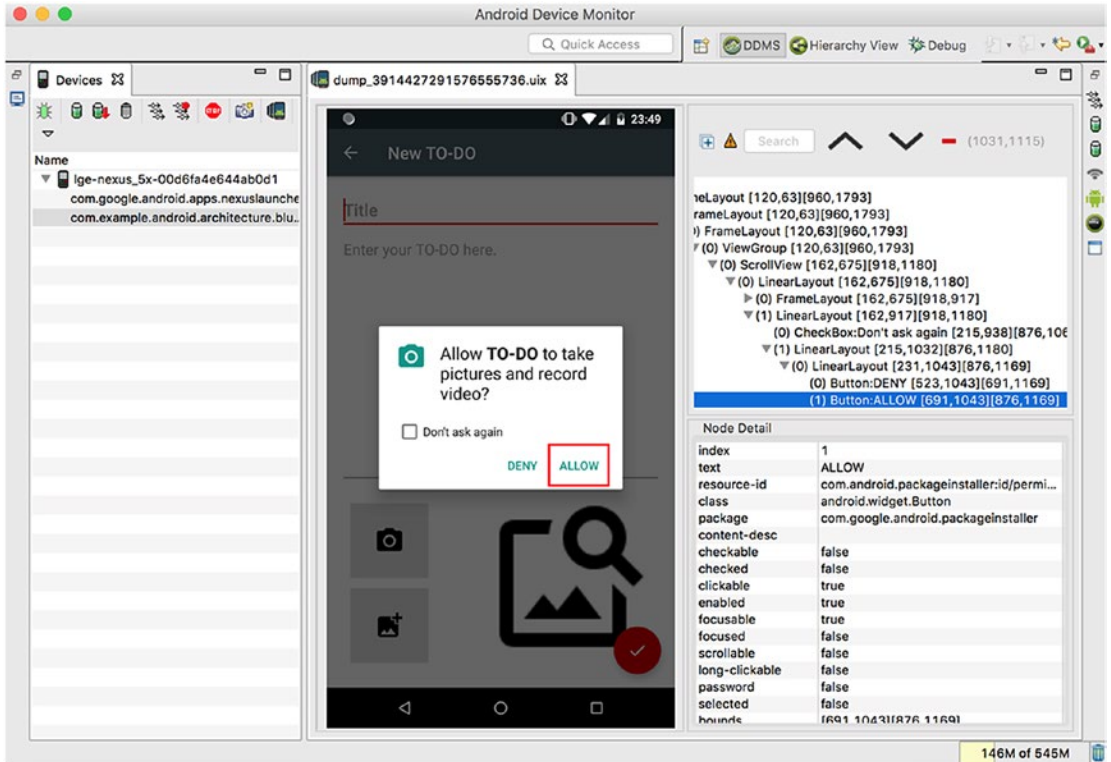 Android Device Monitor
Quick Access
DDMS
Hierarchy View
Debug
Devices
dump_3914427291576555736.uix
Name
lge-nexus_5x-00d6fa4e644ab0d1
com.google.android.apps.nexuslaunche
com.example.android.architecture.blu..
23:49
New TO-DO
Title
Enter your TO-DO here.
Allow TO-DO to take
pictures and record
video?
Don't ask again
DENY
ALLOW
Search
(1031,1115)
neLayout [120,63][960,1793]
rameLayout [120,63][960,1793]
) FrameLayout [120,63][960,1793]
(0) ViewGroup [120,63][960,1793]
(0) ScrollView [162,675][918,1180]
(0) LinearLayout [162,675][918,1180]
(0) FrameLayout [162,675][918,917]
(1) LinearLayout [162,917][918,1180]
(0) CheckBox:Don't ask again [215,938][876,106
(1) LinearLayout [215,1032][876,1180]
(0) LinearLayout [231,1043][876,1169]
(0) Button:DENY [523,1043][691,1169]
(1) Button:ALLOW [691,1043][876,1169]
Node Detail
index 1
text ALLOW
resource-id com.android.packageinstaller:id/permi...
class android.widget.Button
package com.google.android.packageinstaller
content-desc
checkable false
checked false
clickable true
enabled true
focusable true
focused false
scrollable false
long-clickable false
password false
selected false
bounds [691,1043][876,1169]
146M of 545M